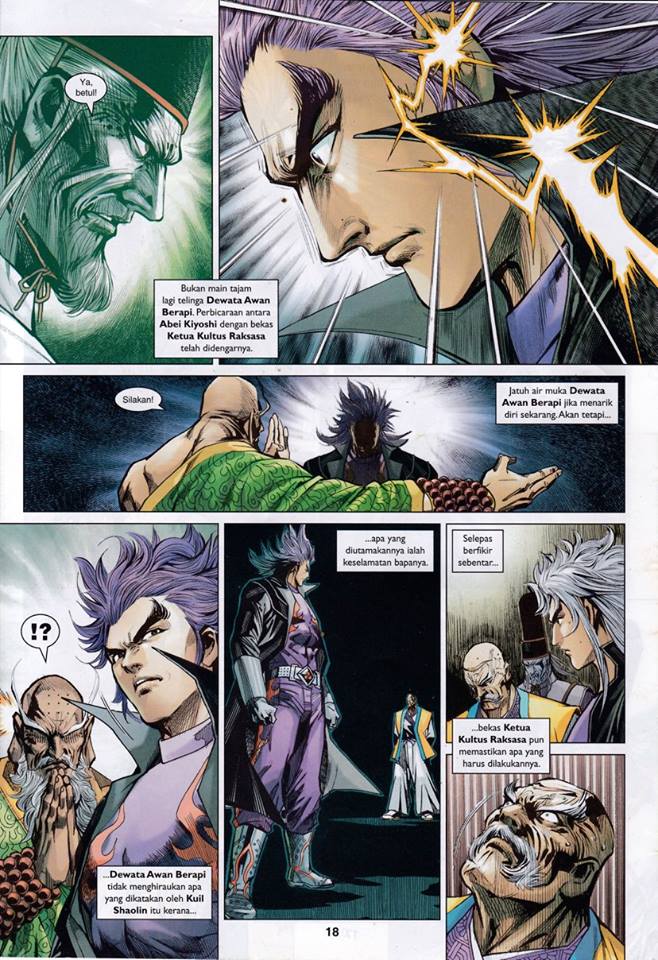 Ya,
betul!
Bukan main tajam
lagi telinga Dewata Awan
Berapi. Perbicaraan antara
Abei Kiyoshi dengan bekas
Ketua Kultus Raksasa
telah didengarnya.
Silakan!
Jatuh air muka Dewata
Awan Berapi jika menarik
diri sekarang. Akan tetapi...
!?
...Dewata Awan Berapi
tidak menghiraukan apa
yang dikatakan oleh Kuil
Shaolin itu kerana...
...apa yang
diutamakannya ialah
keselamatan bapanya.
Selepas
berfikir
sebentar...
...bekas Ketua
Kultus Raksasa pun
memastikan apa yang
harus dilakukannya.
18